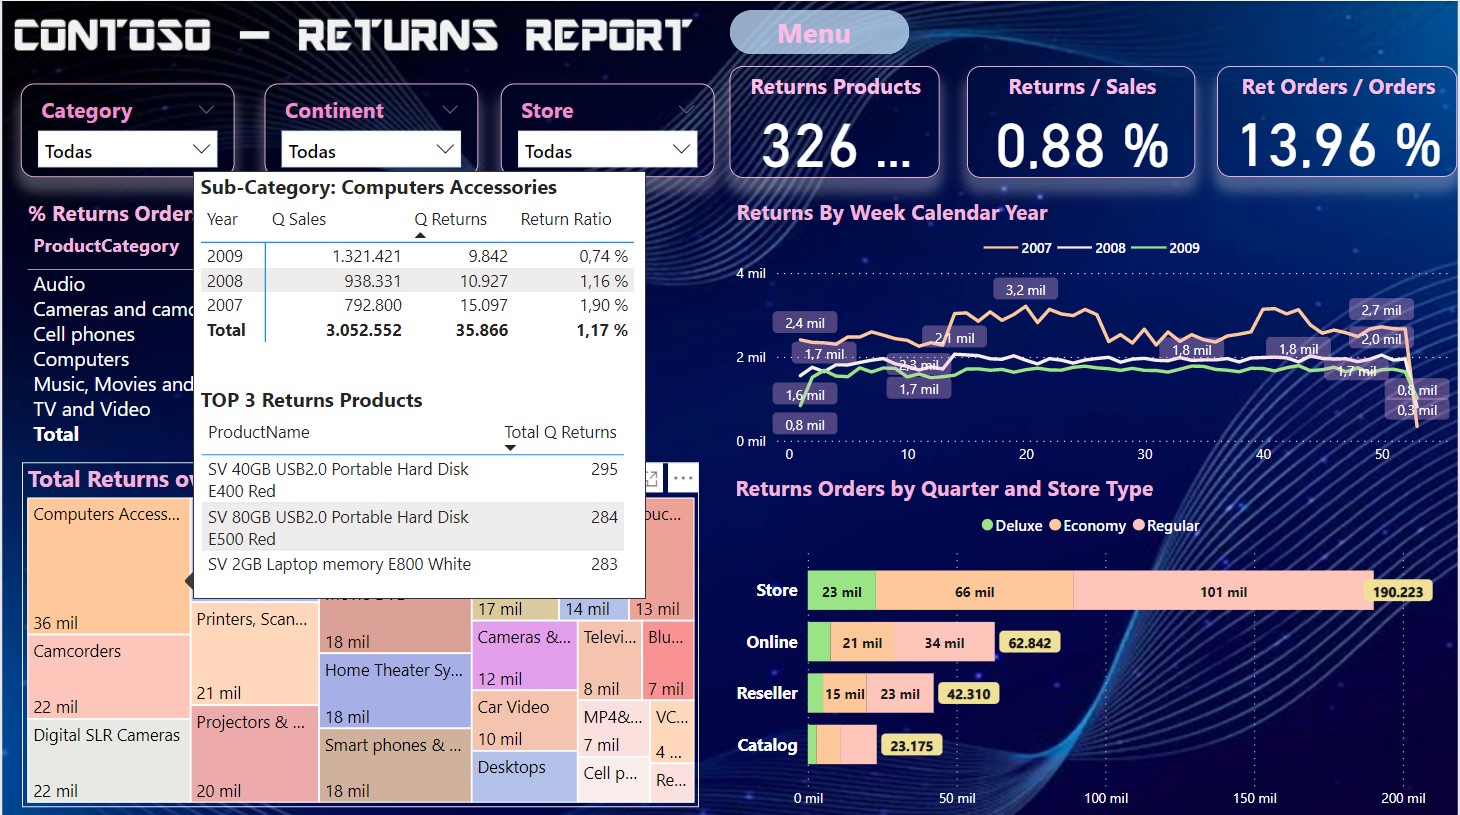 CONTOSO – RETURNS REPORT
Menu
Category
Todas
Continent
Todas
Store
Todas
Returns Products
326 ...
Returns / Sales
0,88 %
Ret Orders / Orders
13,96 %
% Returns Order
ProductCategory
Audio
Cameras and camc
Cell phones
Computers
Music, Movies and
TV and Video
Total
Sub-Category: Computers Accessories
Year Q Sales Q Returns Return Ratio
2009 1.321.421 9.842 0,74 %
2008 938.331 10.927 1,16 %
2007 792.800 15.097 1,90 %
Total 3.052.552 35.866 1,17 %
TOP 3 Returns Products
ProductName Total Q Returns
SV 40GB USB2.0 Portable Hard Disk
E400 Red 295
SV 80GB USB2.0 Portable Hard Disk
E500 Red 284
SV 2GB Laptop memory E800 White 283
Returns By Week Calendar Year
2007 2008 2009
4 mil
2 mil
0 mil
2,4 mil
1,7 mil
1,6 mil
0,8 mil
2,1 mil
2,3 mil
1,7 mil
3,2 mil
1,8 mil
1,8 mil
2,7 mil
2,0 mil
1,7 mil
0,8 mil
0,3 mil
0 10 20 30 40 50
Total Returns ov
Computers Access...
36 mil
Camcorders
22 mil
Digital SLR Cameras
22 mil
Printers, Scan...
21 mil
Projectors & ...
20 mil
18 mil
Home Theater Sy...
18 mil
Smart phones & ...
18 mil
17 mil
14 mil
13 mil
Cameras &...
12 mil
Car Video
10 mil
Desktops
Televi...
8 mil
Blu...
7 mil
MP4&...
7 mil
VC...
4 ...
Cell p...
Re...
Returns Orders by Quarter and Store Type
Deluxe Economy Regular
Store 23 mil 66 mil 101 mil 190.223
Online 21 mil 34 mil 62.842
Reseller 15 mil 23 mil 42.310
Catalog 23.175
0 mil 50 mil 100 mil 150 mil 200 mil